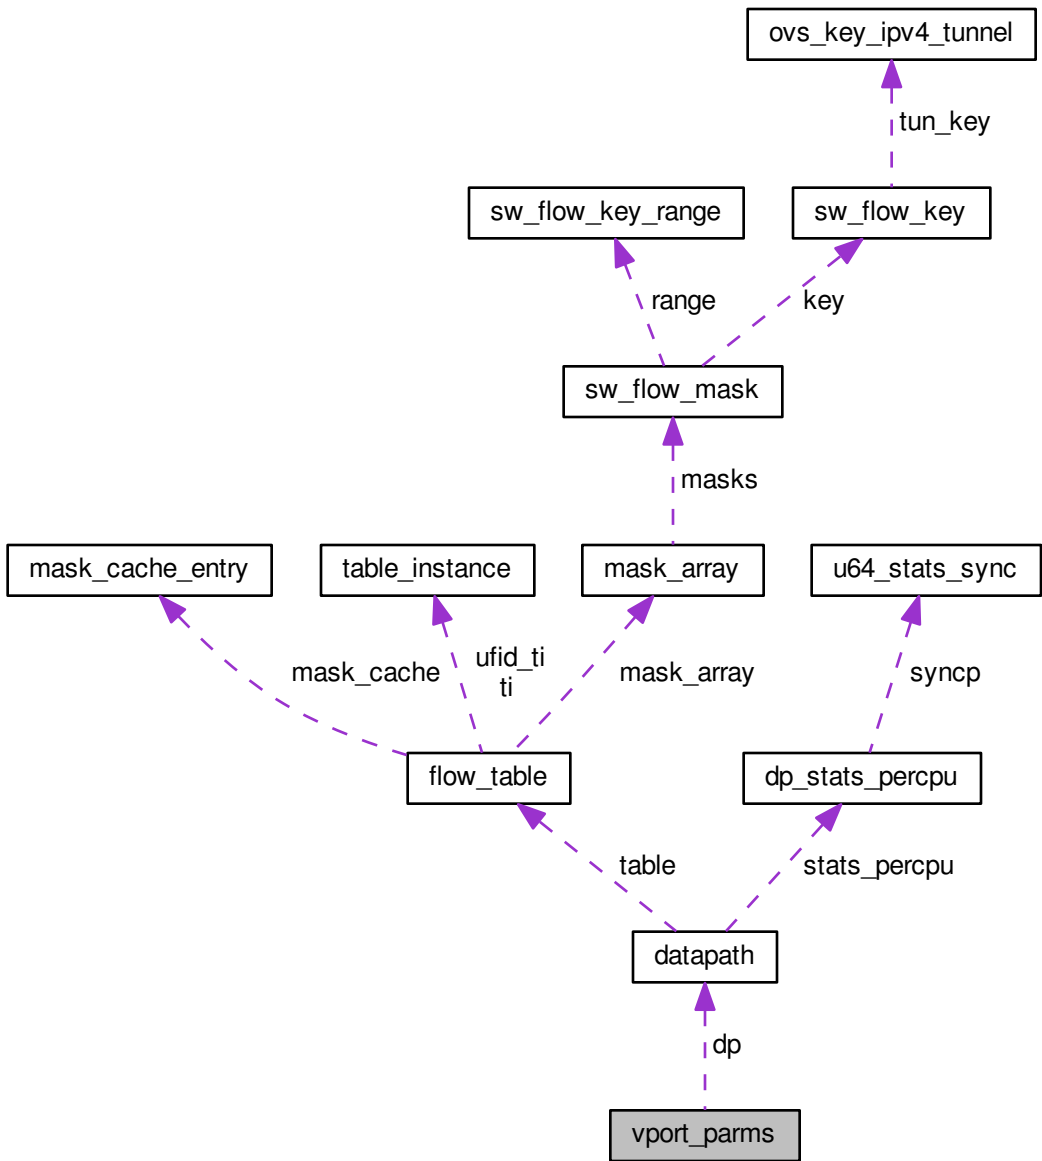 ovs_key_ipv4_tunnel
tun_key
sw_flow_key_range
sw_flow_key
range
key
sw_flow_mask
masks
mask_cache_entry
table_instance
mask_array
u64_stats_sync
mask_cache
ufid_ti
ti
mask_array
syncp
flow_table
dp_stats_percpu
table
stats_percpu
datapath
dp
vport_parms